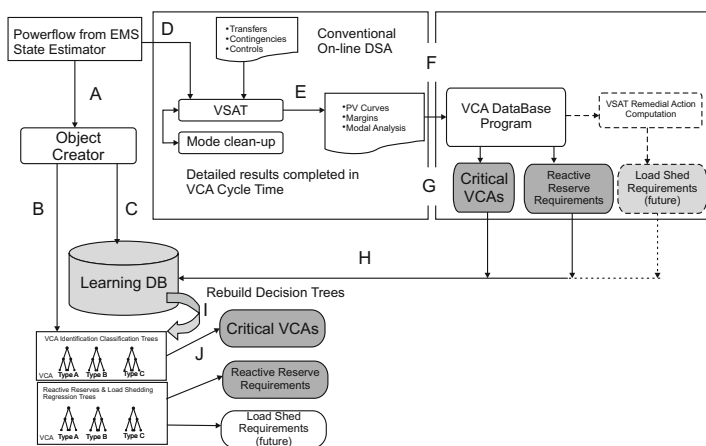 Powerflow from EMS
State Estimator
D
A
Object
Creator
B
C
•Transfers
•Contingencies
•Controls
Conventional
On-line DSA
E
VSAT
Mode clean-up
•PV Curves
•Margins
•Modal Analysis
Detailed results completed in
VCA Cycle Time
F
VCA DataBase
Program
VSAT Remedial Action
Computation
G
Critical
VCAs
Reactive
Reserve
Requirements
Load Shed
Requirements
(future)
H
Learning DB
Rebuild Decision Trees
I
VCA Identification Classification Trees
VCA Type A Type B Type C
J
Critical VCAs
Reactive Reserves & Load Shedding
Regression Trees
VCA Type A Type B Type C
Reactive Reserve
Requirements
Load Shed
Requirements
(future)